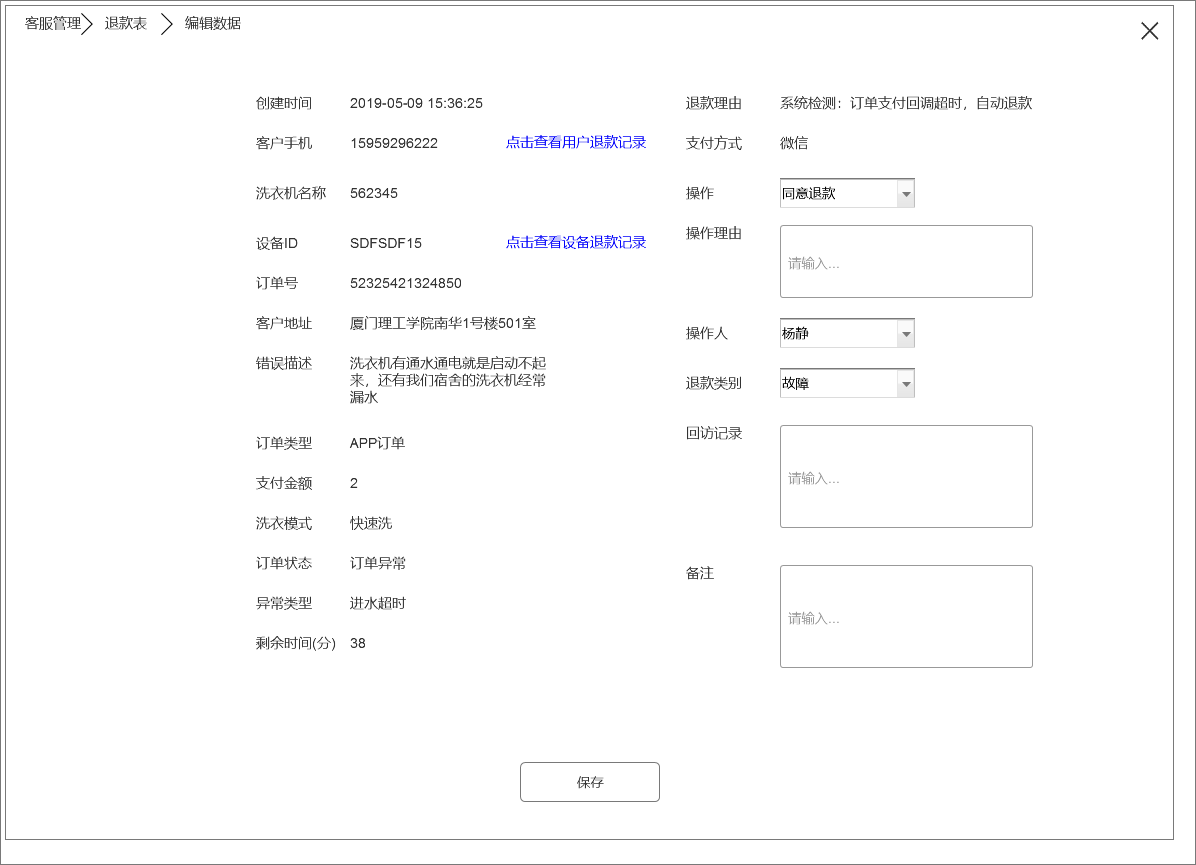 客服管理 退款表 编辑数据
创建时间 2019-05-09 15:36:25 退款理由 系统检测：订单支付回调超时，自动退款
客户手机 15959296222 点击查看用户退款记录 支付方式 微信
洗衣机名称 562345 操作 同意退款
操作理由
请输入...
设备ID SDFSDF15 点击查看设备退款记录
订单号 52325421324850
客户地址 厦门理工学院南华1号楼501室 操作人 杨静
错误描述 洗衣机有通水通电就是启动不起
来，还有我们宿舍的洗衣机经常
漏水
退款类别 故障
回访记录
请输入...
订单类型 APP订单
支付金额 2
洗衣模式 快速洗
订单状态 订单异常
备注
请输入...
异常类型 进水超时
剩余时间(分) 38
保存